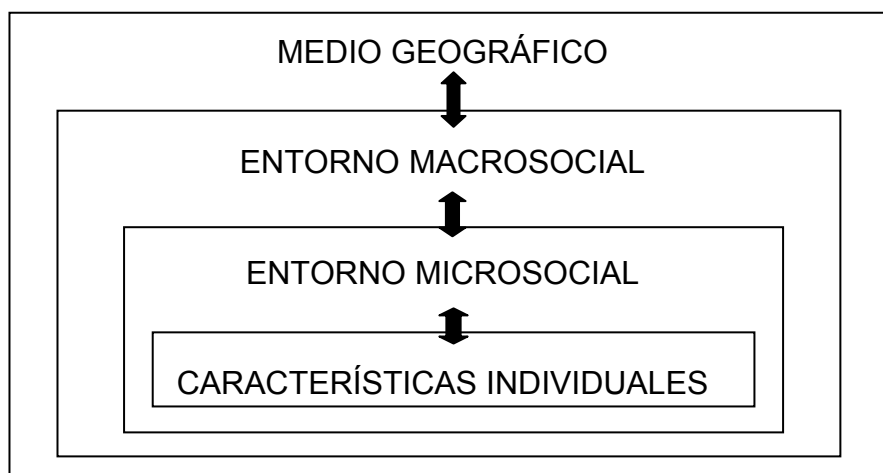 MEDIO GEOGRÁFICO
ENTORNO MACROSOCIAL
ENTORNO MICROSOCIAL
CARACTERÍSTICAS INDIVIDUALES